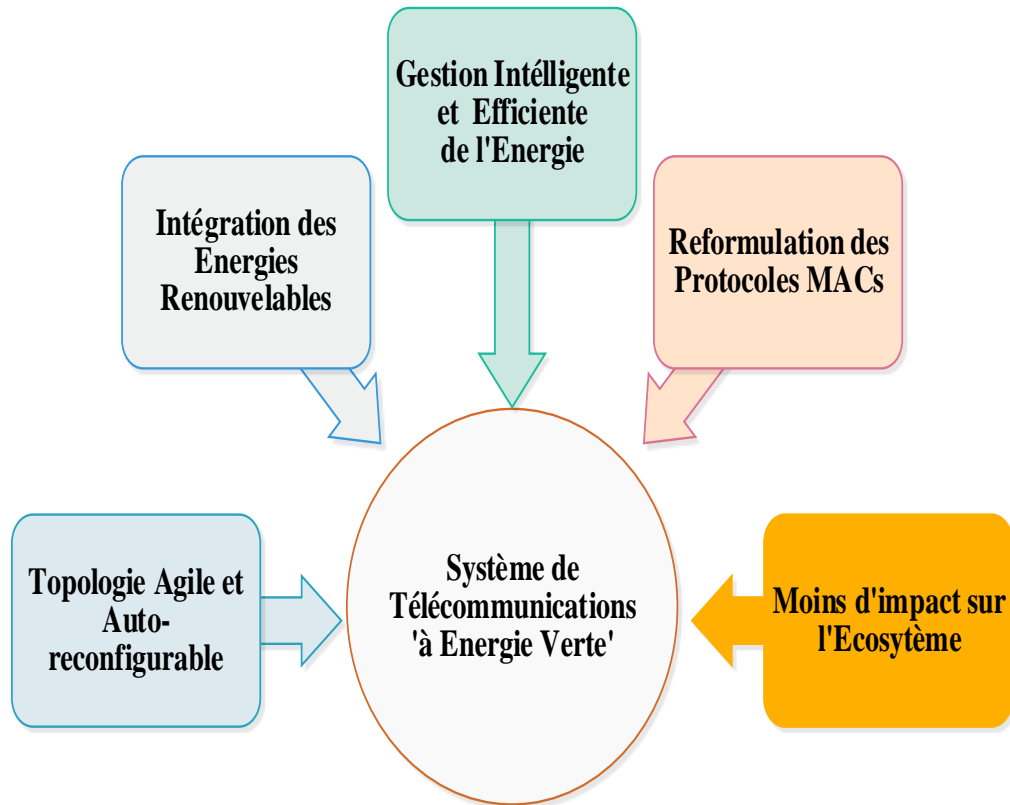 Gestion Intélligente
et Efficiente
de l'Energie
Intégration des
Energies
Renouvelables
Reformulation des
Protocoles MACs
Topologie Agile et
Auto-
reconfigurable
Système de
Télécommunications
'à Energie Verte'
Moins d'impact sur
l'Ecosytème